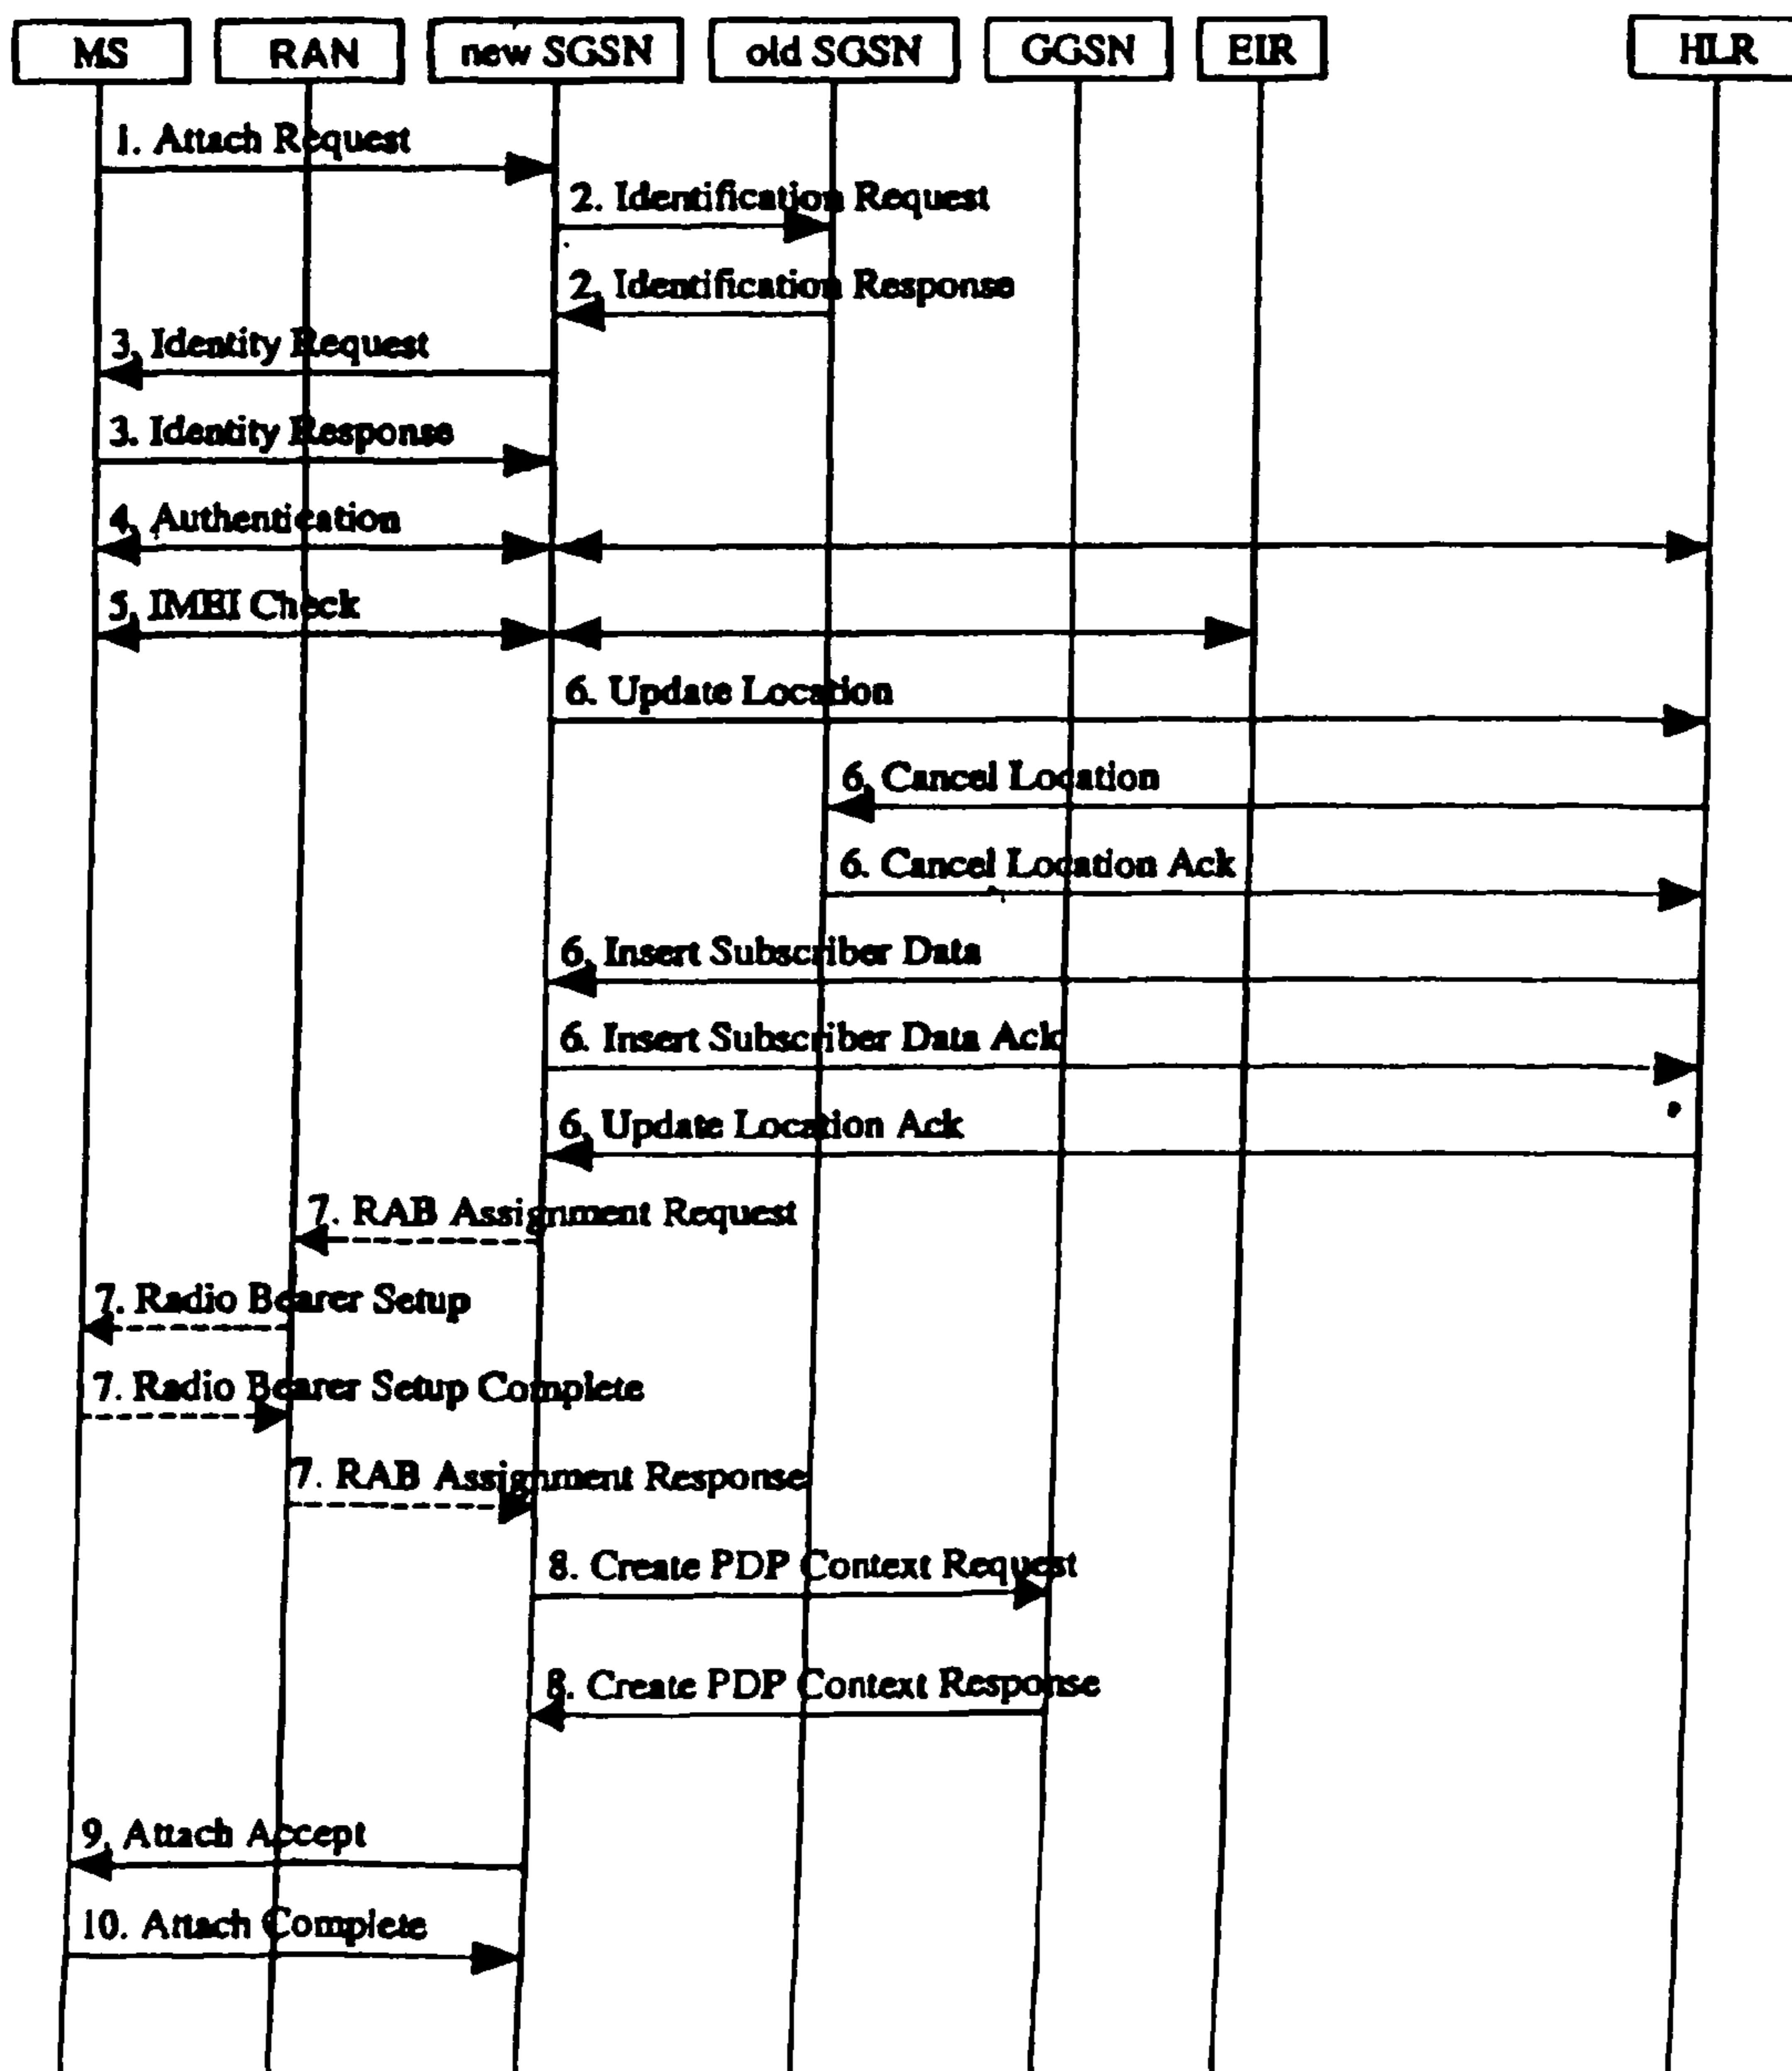 MS RAN new SGSN old SGSN GGSN EIR HLR
1. Attach Request
2. Identification Request
2. Identification Response
3. Identity Request
3. Identity Response
4. Authentication
5. IMEI Check
6. Update Location
6. Cancel Location
6. Cancel Location Ack
6. Insert Subscriber Data
6. Insert Subscriber Data Ack
6. Update Location Ack
7. RAB Assignment Request
7. Radio Bearer Setup
7. Radio Bearer Setup Complete
7. RAB Assignment Response
8. Create PDP Context Request
8. Create PDP Context Response
9. Attach Accept
10. Attach Complete